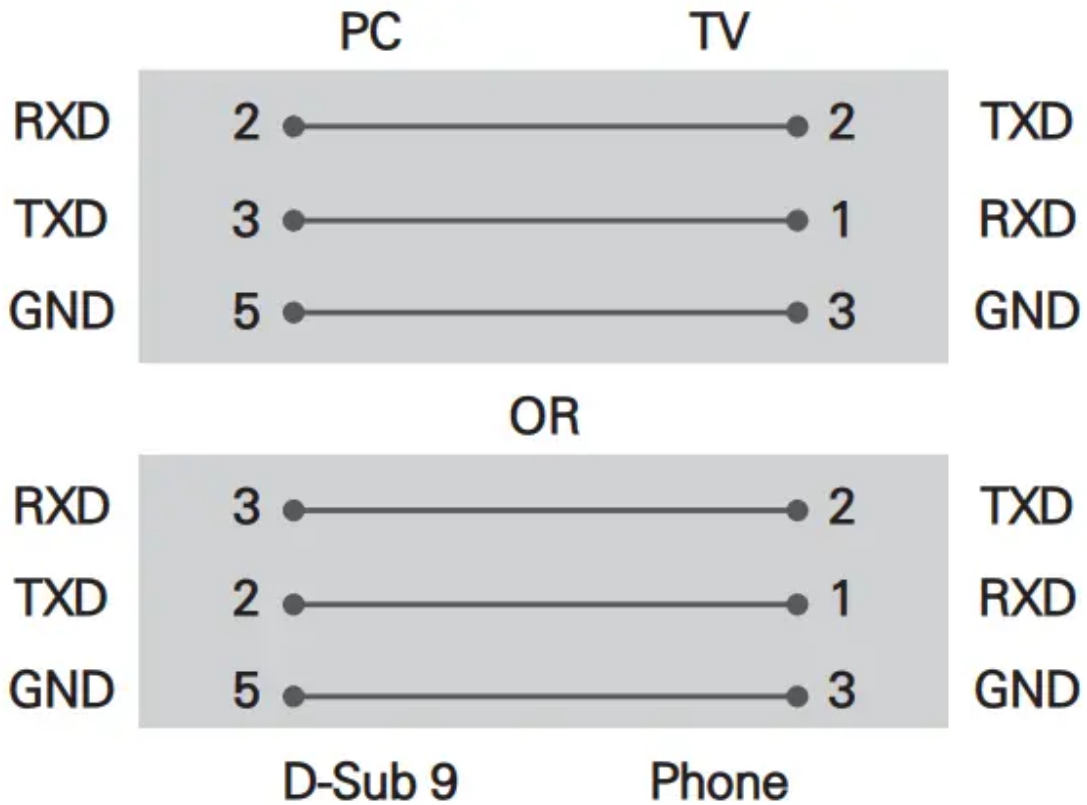 PC TV
RXD 2 2 TXD
TXD 3 1 RXD
GND 5 3 GND
OR
RXD 3 2 TXD
TXD 2 1 RXD
GND 5 3 GND
D-Sub 9 Phone